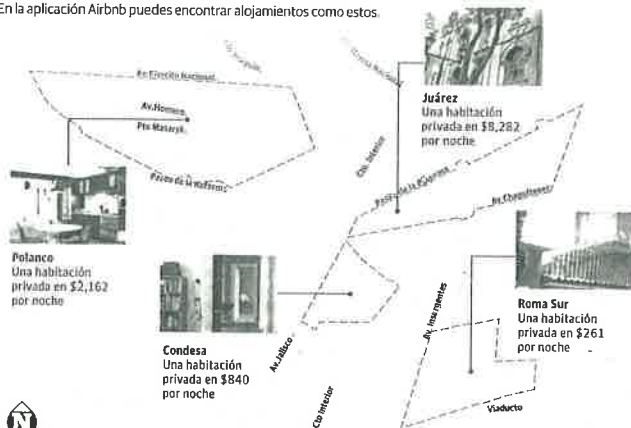 En la aplicación Airbnb puedes encontrar alojamientos como estos.
Juárez
Una habitación
privada en $8,282
por noche
Av. Ejército Nacional
Av. Homero
Pte Masaryk
Paseo de la Reforma
Cto. Interior
Paseo de la Reforma
Av. Chapultepec
Polanco
Una habitación
privada en $2,162
por noche
Condesa
Una habitación
privada en $840
por noche
Av. Jalisco
Cto Interior
Av. Insurgentes
Roma Sur
Una habitación
privada en $261
por noche
Viaducto
N